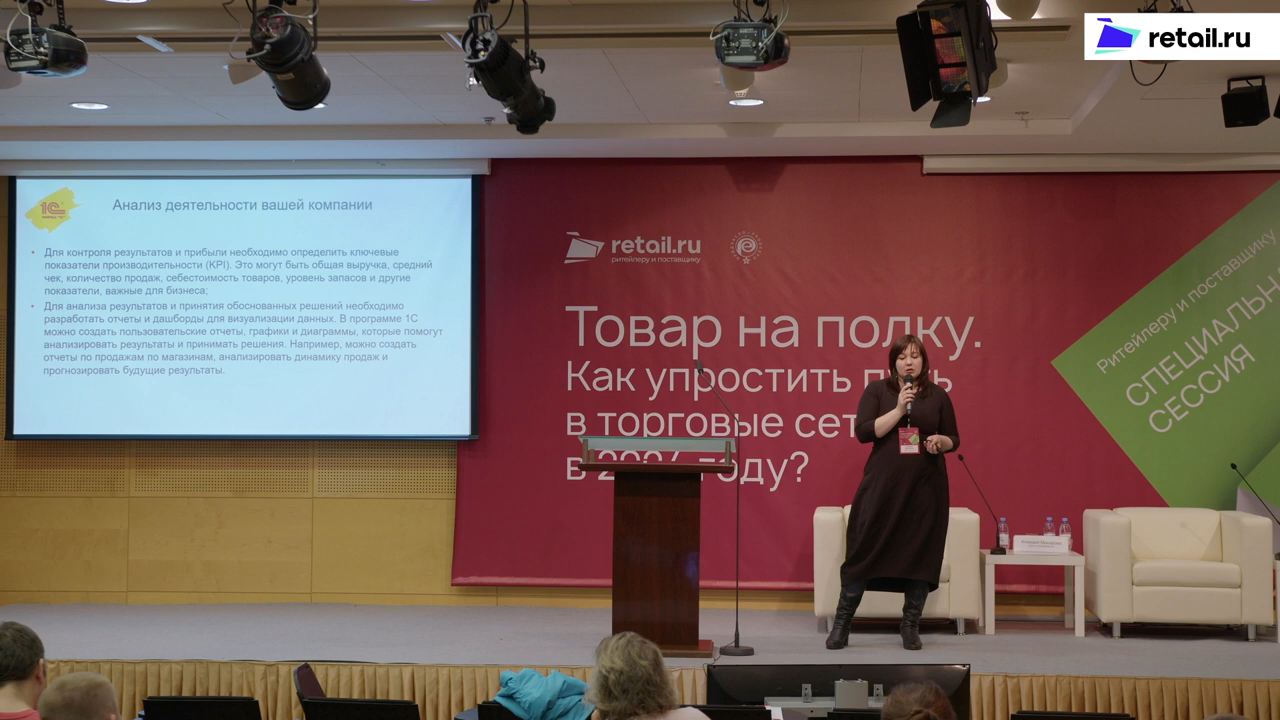 retail.ru
1С
Анализ деятельности вашей компании
• Для контроля результатов и прибыли необходимо определить ключевые
показатели производительности (KPI). Это могут быть общая выручка, средний
чек, количество продаж, себестоимость товаров, уровень запасов и другие
показатели, важные для бизнеса;
• Для анализа результатов и принятия обоснованных решений необходимо
разработать отчеты и дашборды для визуализации данных. В программе 1С
можно создать пользовательские отчеты, графики и диаграммы, которые помогут
анализировать результаты и принимать решения. Например, можно создать
отчеты по продажам по магазинам, анализировать динамику продаж и
прогнозировать будущие результаты.
retail.ru
ритейлеру и поставщику
Товар на полку.
Как упростить
в торговые сет
в 2024 году?
Ритейлеру и поставщику
СПЕЦИАЛЬН
СЕССИЯ